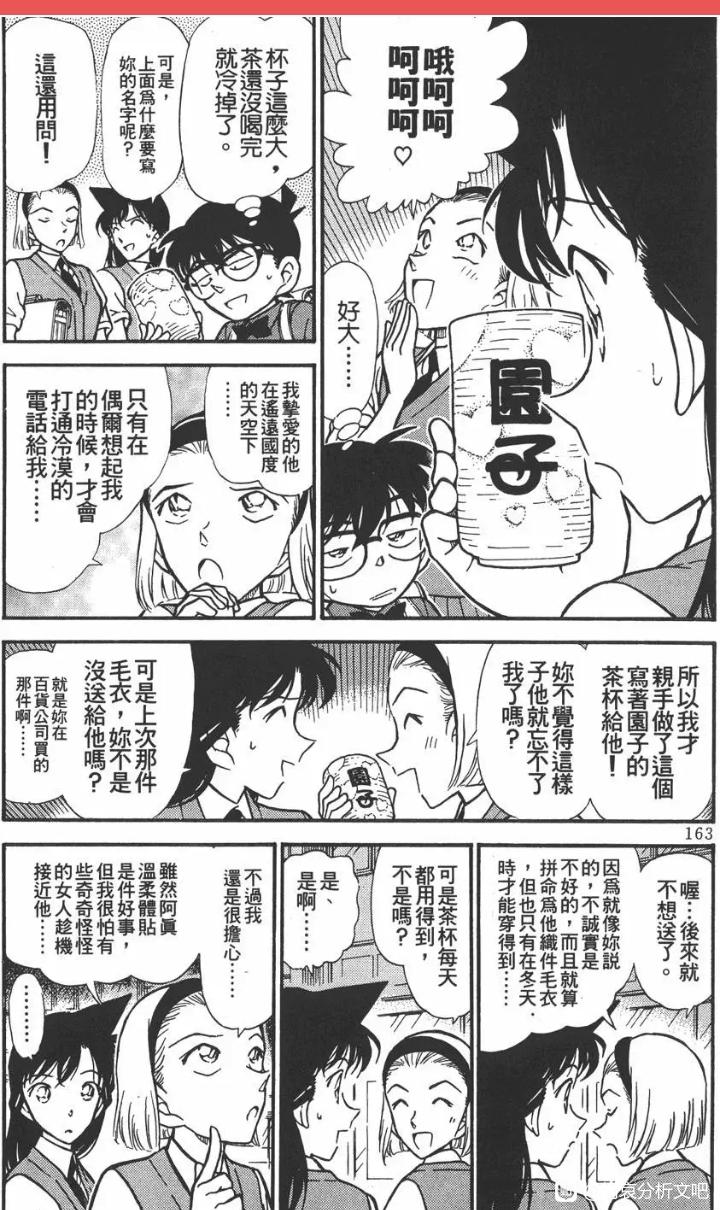 哦呵呵
呵呵呵♡
園子
好大……
杯子這麼大，
茶還沒喝完
就冷掉了。
可是，
上面為什麼要寫
妳的名字呢？
這還用問！
我摯愛的他
在遙遠國度
的天空下
……
只有在
偶爾想起我
的時候，才會
打通冷漠的
電話給我……
所以我才
親手做了這個
寫著園子的
茶杯給他！
妳不覺得這樣
子他就忘不了
我了嗎？
園子
可是上次那件
毛衣，妳不是
沒送給他嗎？
就是妳在
百貨公司買的
那件啊……
163
喔…後來就
不想送了。
因為就像妳說
的，不誠實是
不好的，而且就算
拼命為他織件毛衣
，但也只有在冬天
時才能穿得到……
可是茶杯每天
都用得到，
不是嗎？
是、
是啊……
不過我
還是很擔心……
雖然阿真
溫柔體貼
是件好事，
但我很怕有
些奇奇怪怪
的女人趁機
接近他……
……
哀分析文吧